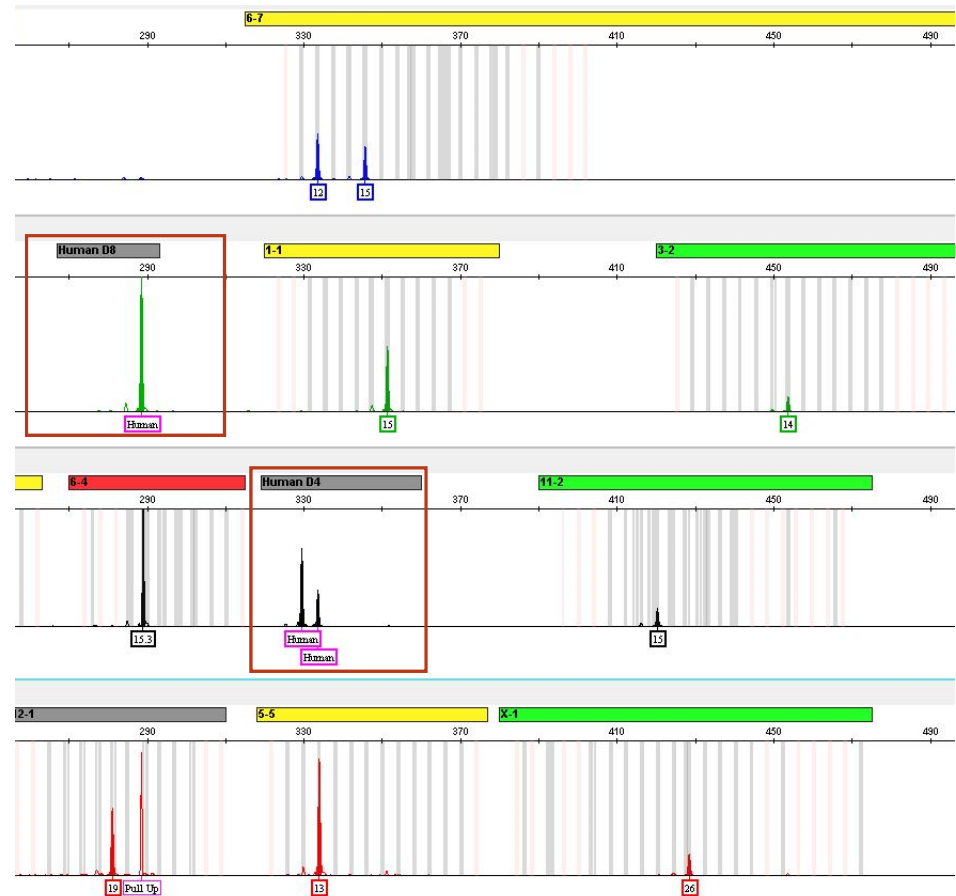 6-7
290 330 370 410 450 490
12 15
Human D8 1-1 3-2
290 330 370 410 450 490
Human 15 14
6-4 Human D4 11-2
290 330 370 410 450 490
15.3 Human 15
Human
2-1 5-5 X-1
290 330 370 410 450 490
19 Pull Up 13 26